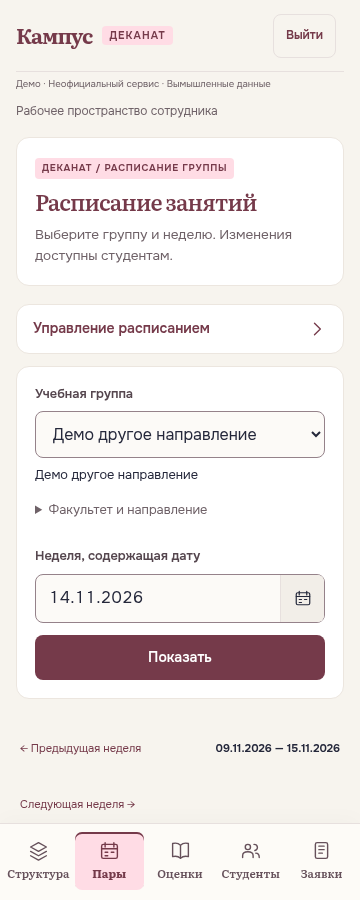 Кампус ДЕКАНАТ Выйти
Демо · Неофициальный сервис · Вымышленные данные
Рабочее пространство сотрудника
ДЕКАНАТ / РАСПИСАНИЕ ГРУППЫ
Расписание занятий
Выберите группу и неделю. Изменения
доступны студентам.
Управление расписанием
Учебная группа
Демо другое направление
Демо другое направление
Факультет и направление
Неделя, содержащая дату
14.11.2026
Показать
← Предыдущая неделя 09.11.2026 — 15.11.2026
Следующая неделя →
Структура Пары Оценки Студенты Заявки